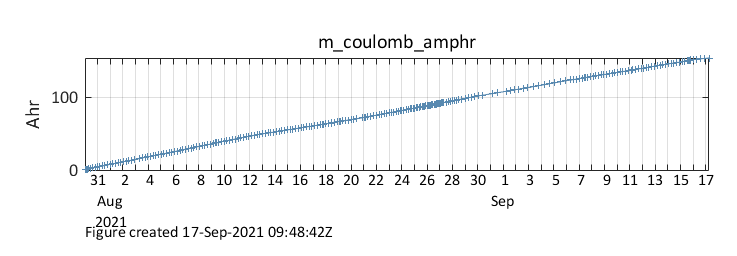 m_coulomb_amphr
Ahr
100
0
31 2 4 6 8 10 12 14 16 18 20 22 24 26 28 30 1 3 5 7 9 11 13 15 17
Aug Sep
2021
Figure created 17-Sep-2021 09:48:42Z